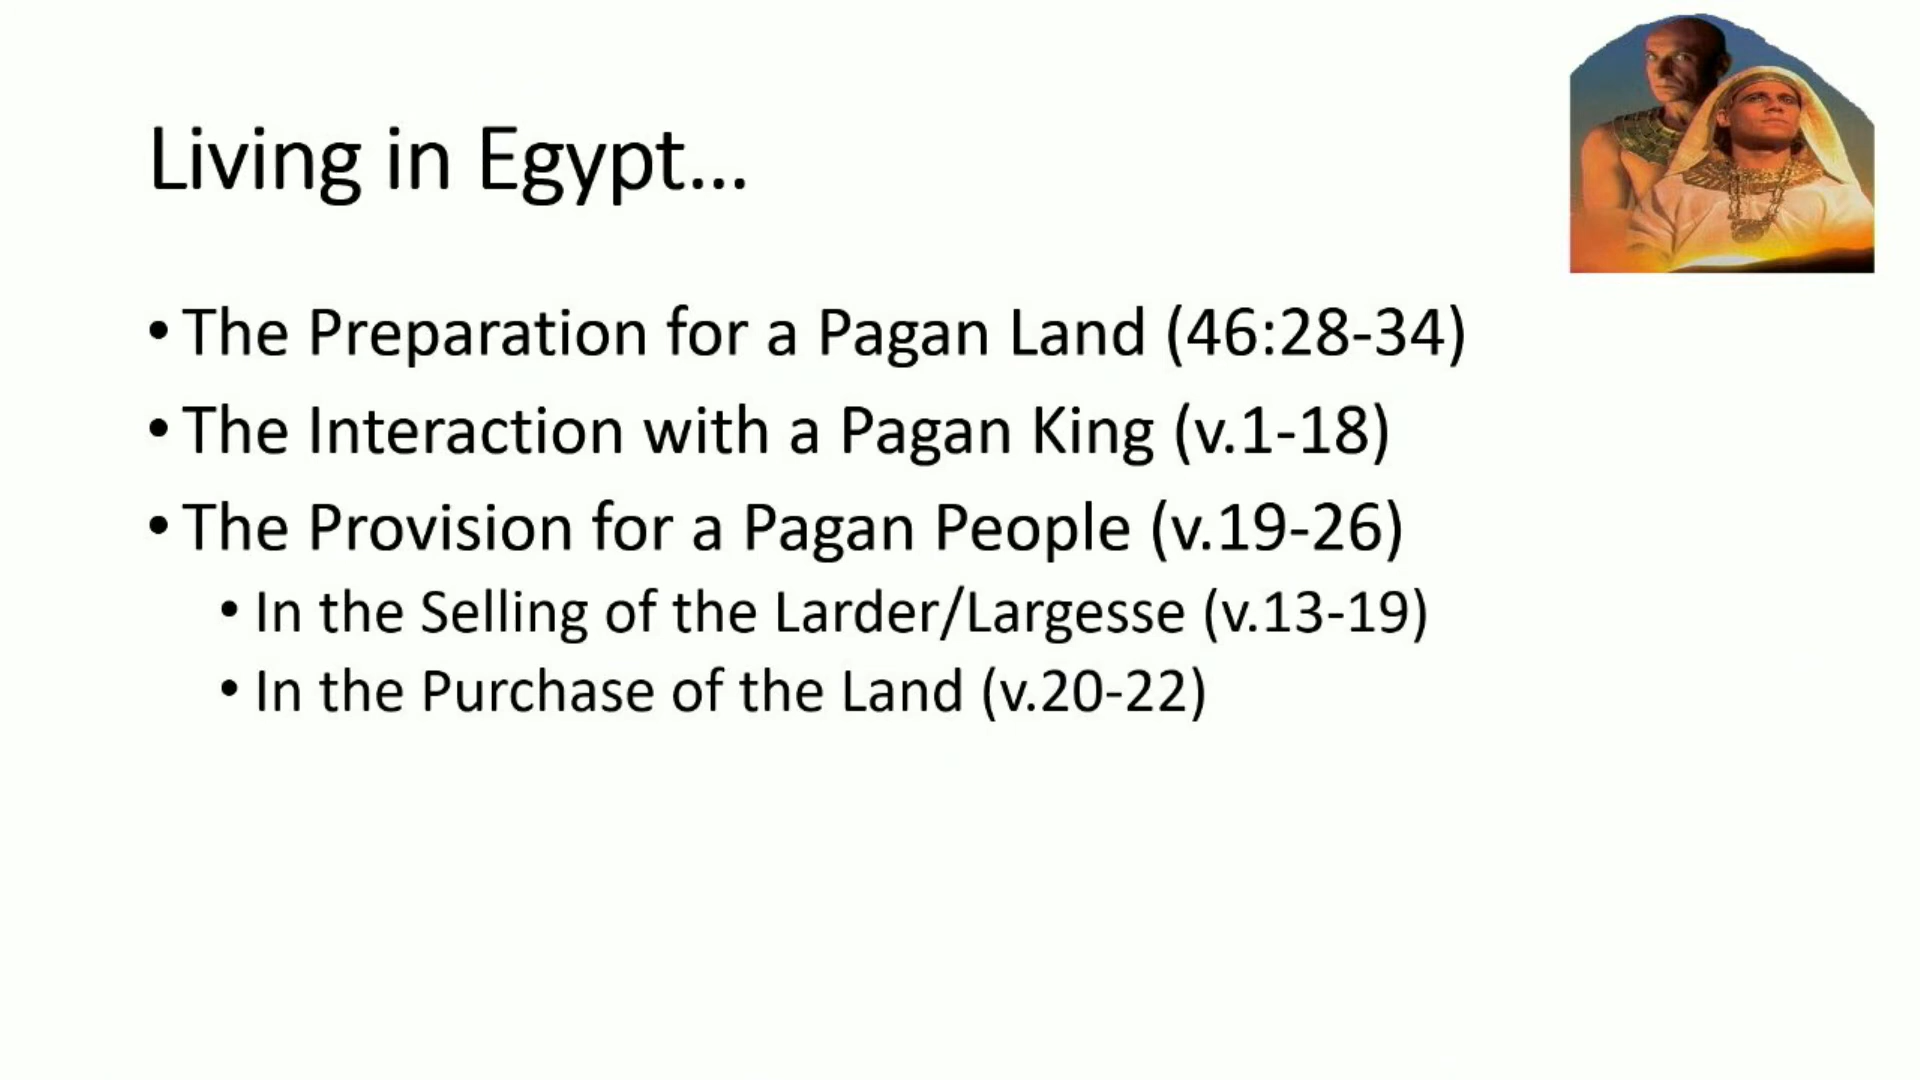 Living in Egypt...
• The Preparation for a Pagan Land (46:28-34)
• The Interaction with a Pagan King (v.1-18)
• The Provision for a Pagan People (v.19-26)
• In the Selling of the Larder/Largesse (v.13-19)
• In the Purchase of the Land (v.20-22)